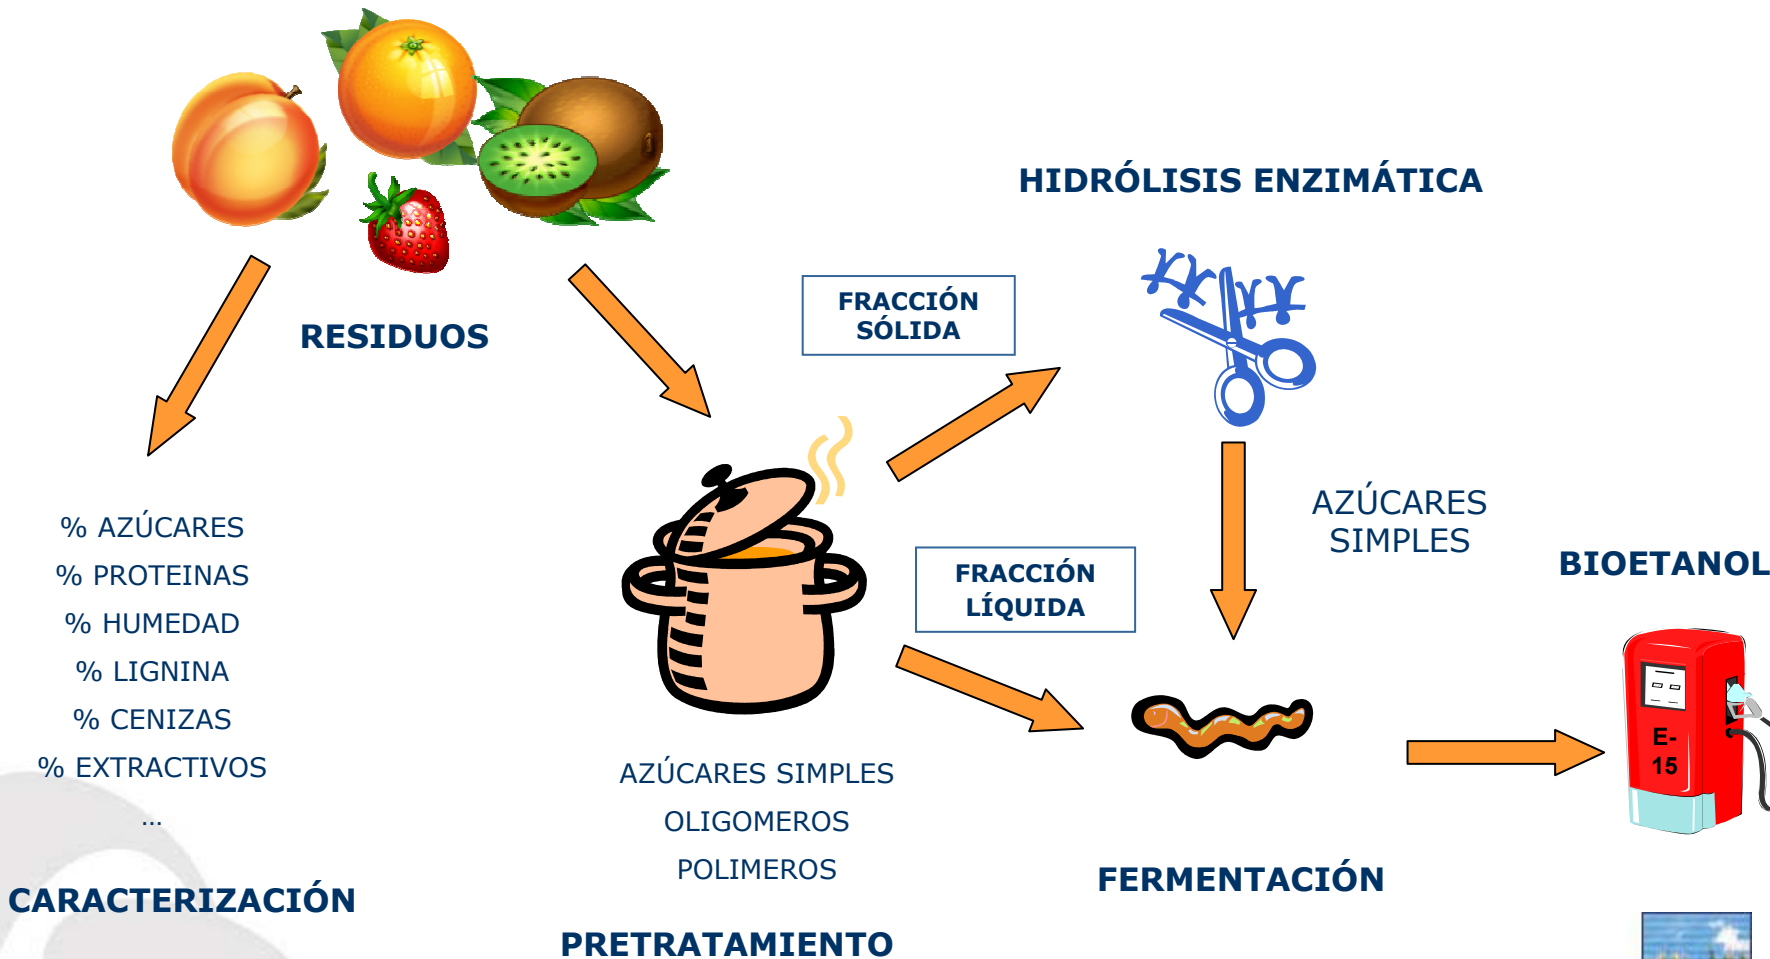 RESIDUOS
% AZÚCARES
% PROTEINAS
% HUMEDAD
% LIGNINA
% CENIZAS
% EXTRACTIVOS
...
CARACTERIZACIÓN
AZÚCARES SIMPLES
OLIGOMEROS
POLIMEROS
PRETRATAMIENTO
FRACCIÓN
SÓLIDA
FRACCIÓN
LÍQUIDA
HIDRÓLISIS ENZIMÁTICA
AZÚCARES
SIMPLES
FERMENTACIÓN
BIOETANOL
E-
15